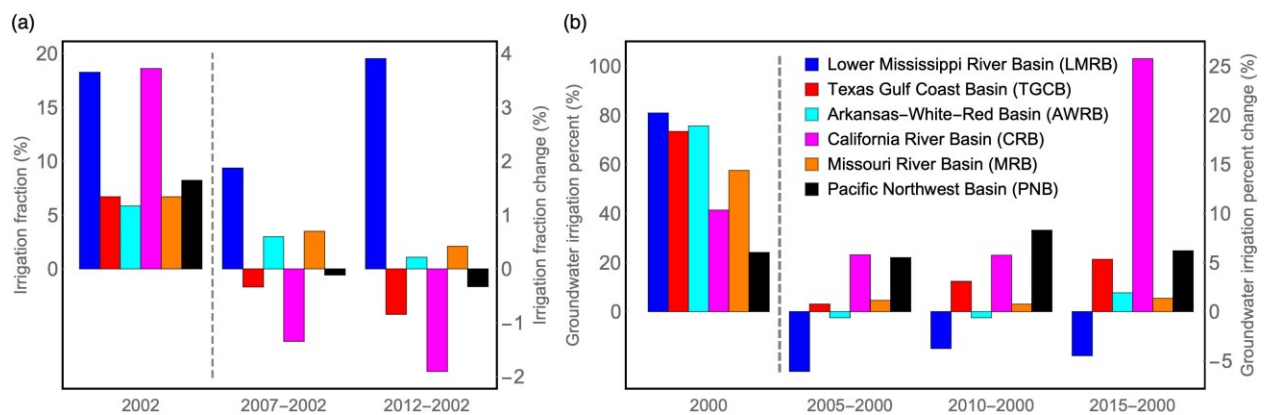 (a)
20
15
10
5
0
Irrigation fraction (%)
4
3
2
1
0
−1
−2
Irrigation fraction change (%)
2002
2007−2002
2012−2002
(b)
100
80
60
40
20
0
Groundwater irrigation percent (%)
Lower Mississippi River Basin (LMRB)
Texas Gulf Coast Basin (TGCB)
Arkansas−White−Red Basin (AWRB)
California River Basin (CRB)
Missouri River Basin (MRB)
Pacific Northwest Basin (PNB)
25
20
15
10
5
0
−5
Groundwater irrigation percent change (%)
2000
2005−2000
2010−2000
2015−2000